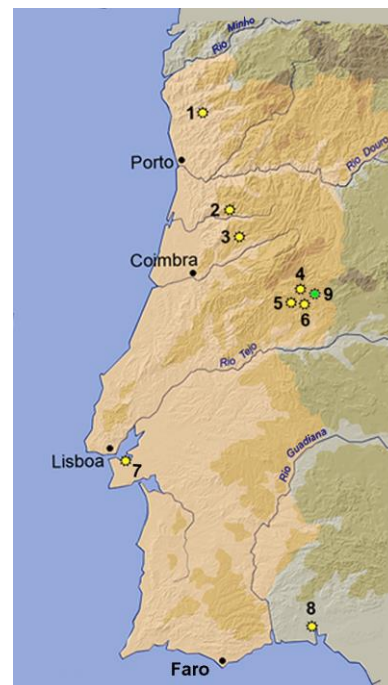 Rio Minho
1
Porto
Rio Douro
2
3
Coimbra
4
9
5
6
Rio Tejo
Lisboa
7
Rio Guadiana
8
Faro